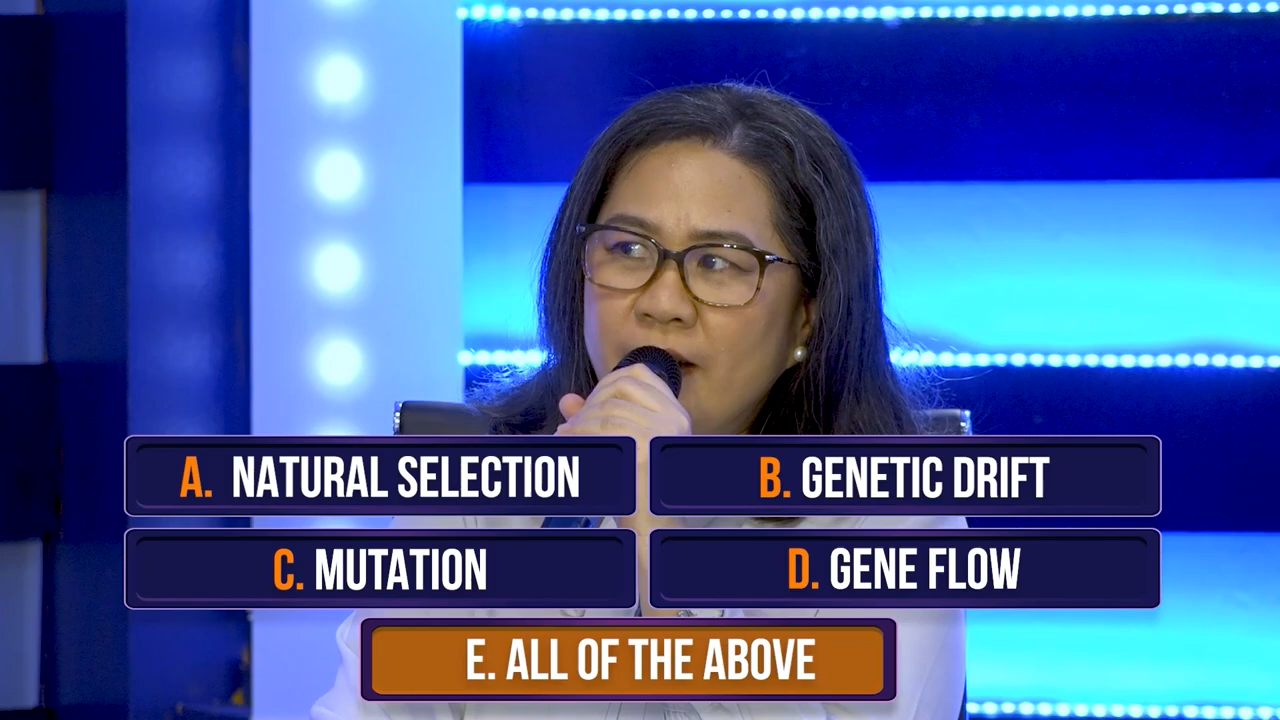 A. NATURAL SELECTION
B. GENETIC DRIFT
C. MUTATION
D. GENE FLOW
E. ALL OF THE ABOVE